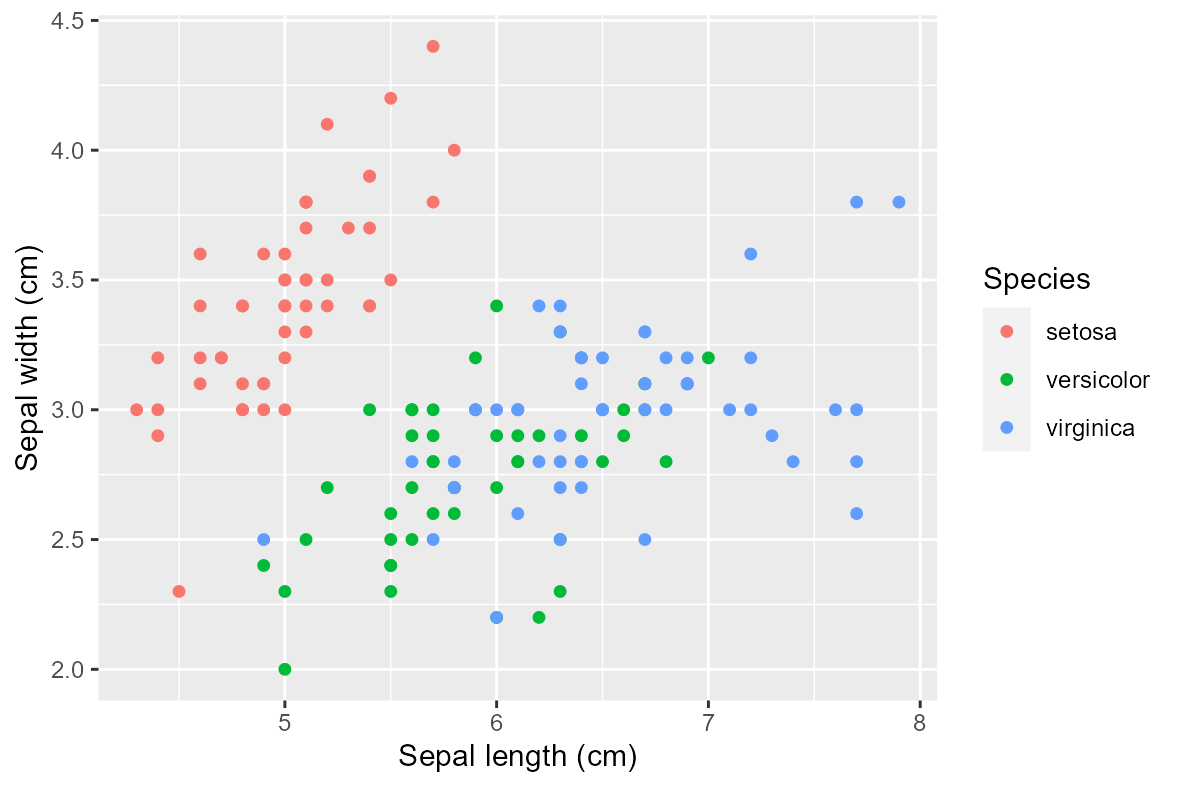 4.5
4.0
3.5
3.0
2.5
2.0
Sepal width (cm)
5 6 7 8
Sepal length (cm)
Species
setosa
versicolor
virginica